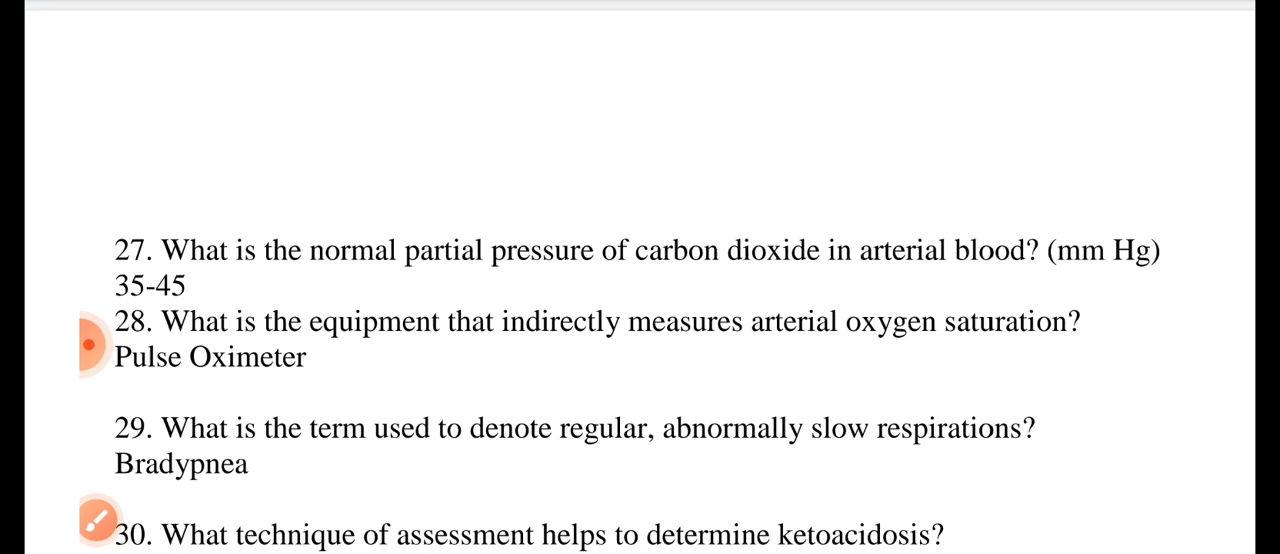 27. What is the normal partial pressure of carbon dioxide in arterial blood? (mm Hg)
35-45
28. What is the equipment that indirectly measures arterial oxygen saturation?
Pulse Oximeter
29. What is the term used to denote regular, abnormally slow respirations?
Bradypnea
30. What technique of assessment helps to determine ketoacidosis?